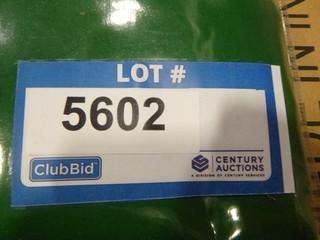 LOT #
5602
ClubBid
CENTURY
AUCTIONS
A DIVISION OF CENTURY SERVICES